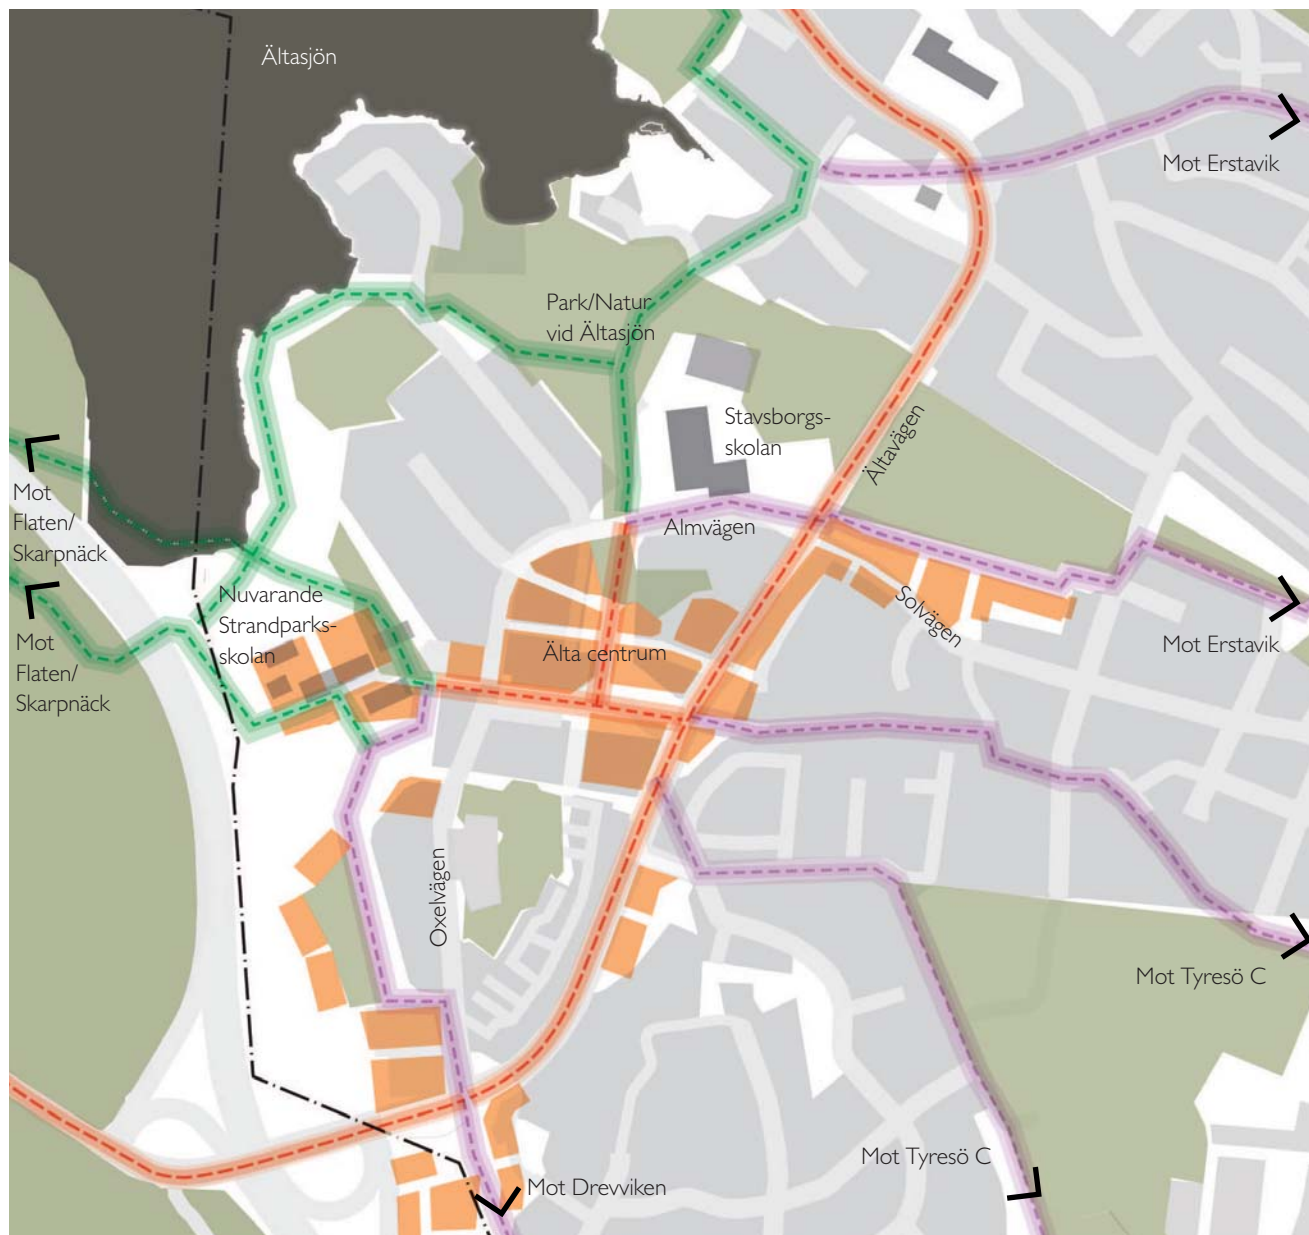 Ältasjön
Mot Erstavik
Park/Natur
vid Ältasjön
Stavsborgs-
skolan
Ältavägen
Mot
Flaten/
Skarpnäck
Almvägen
Nuvarande
Strandparks-
skolan
Solvägen
Mot
Flaten/
Skarpnäck
Älta centrum
Mot Erstavik
Oxelvägen
Mot Tyresö C
Mot Tyresö C
Mot Drevviken